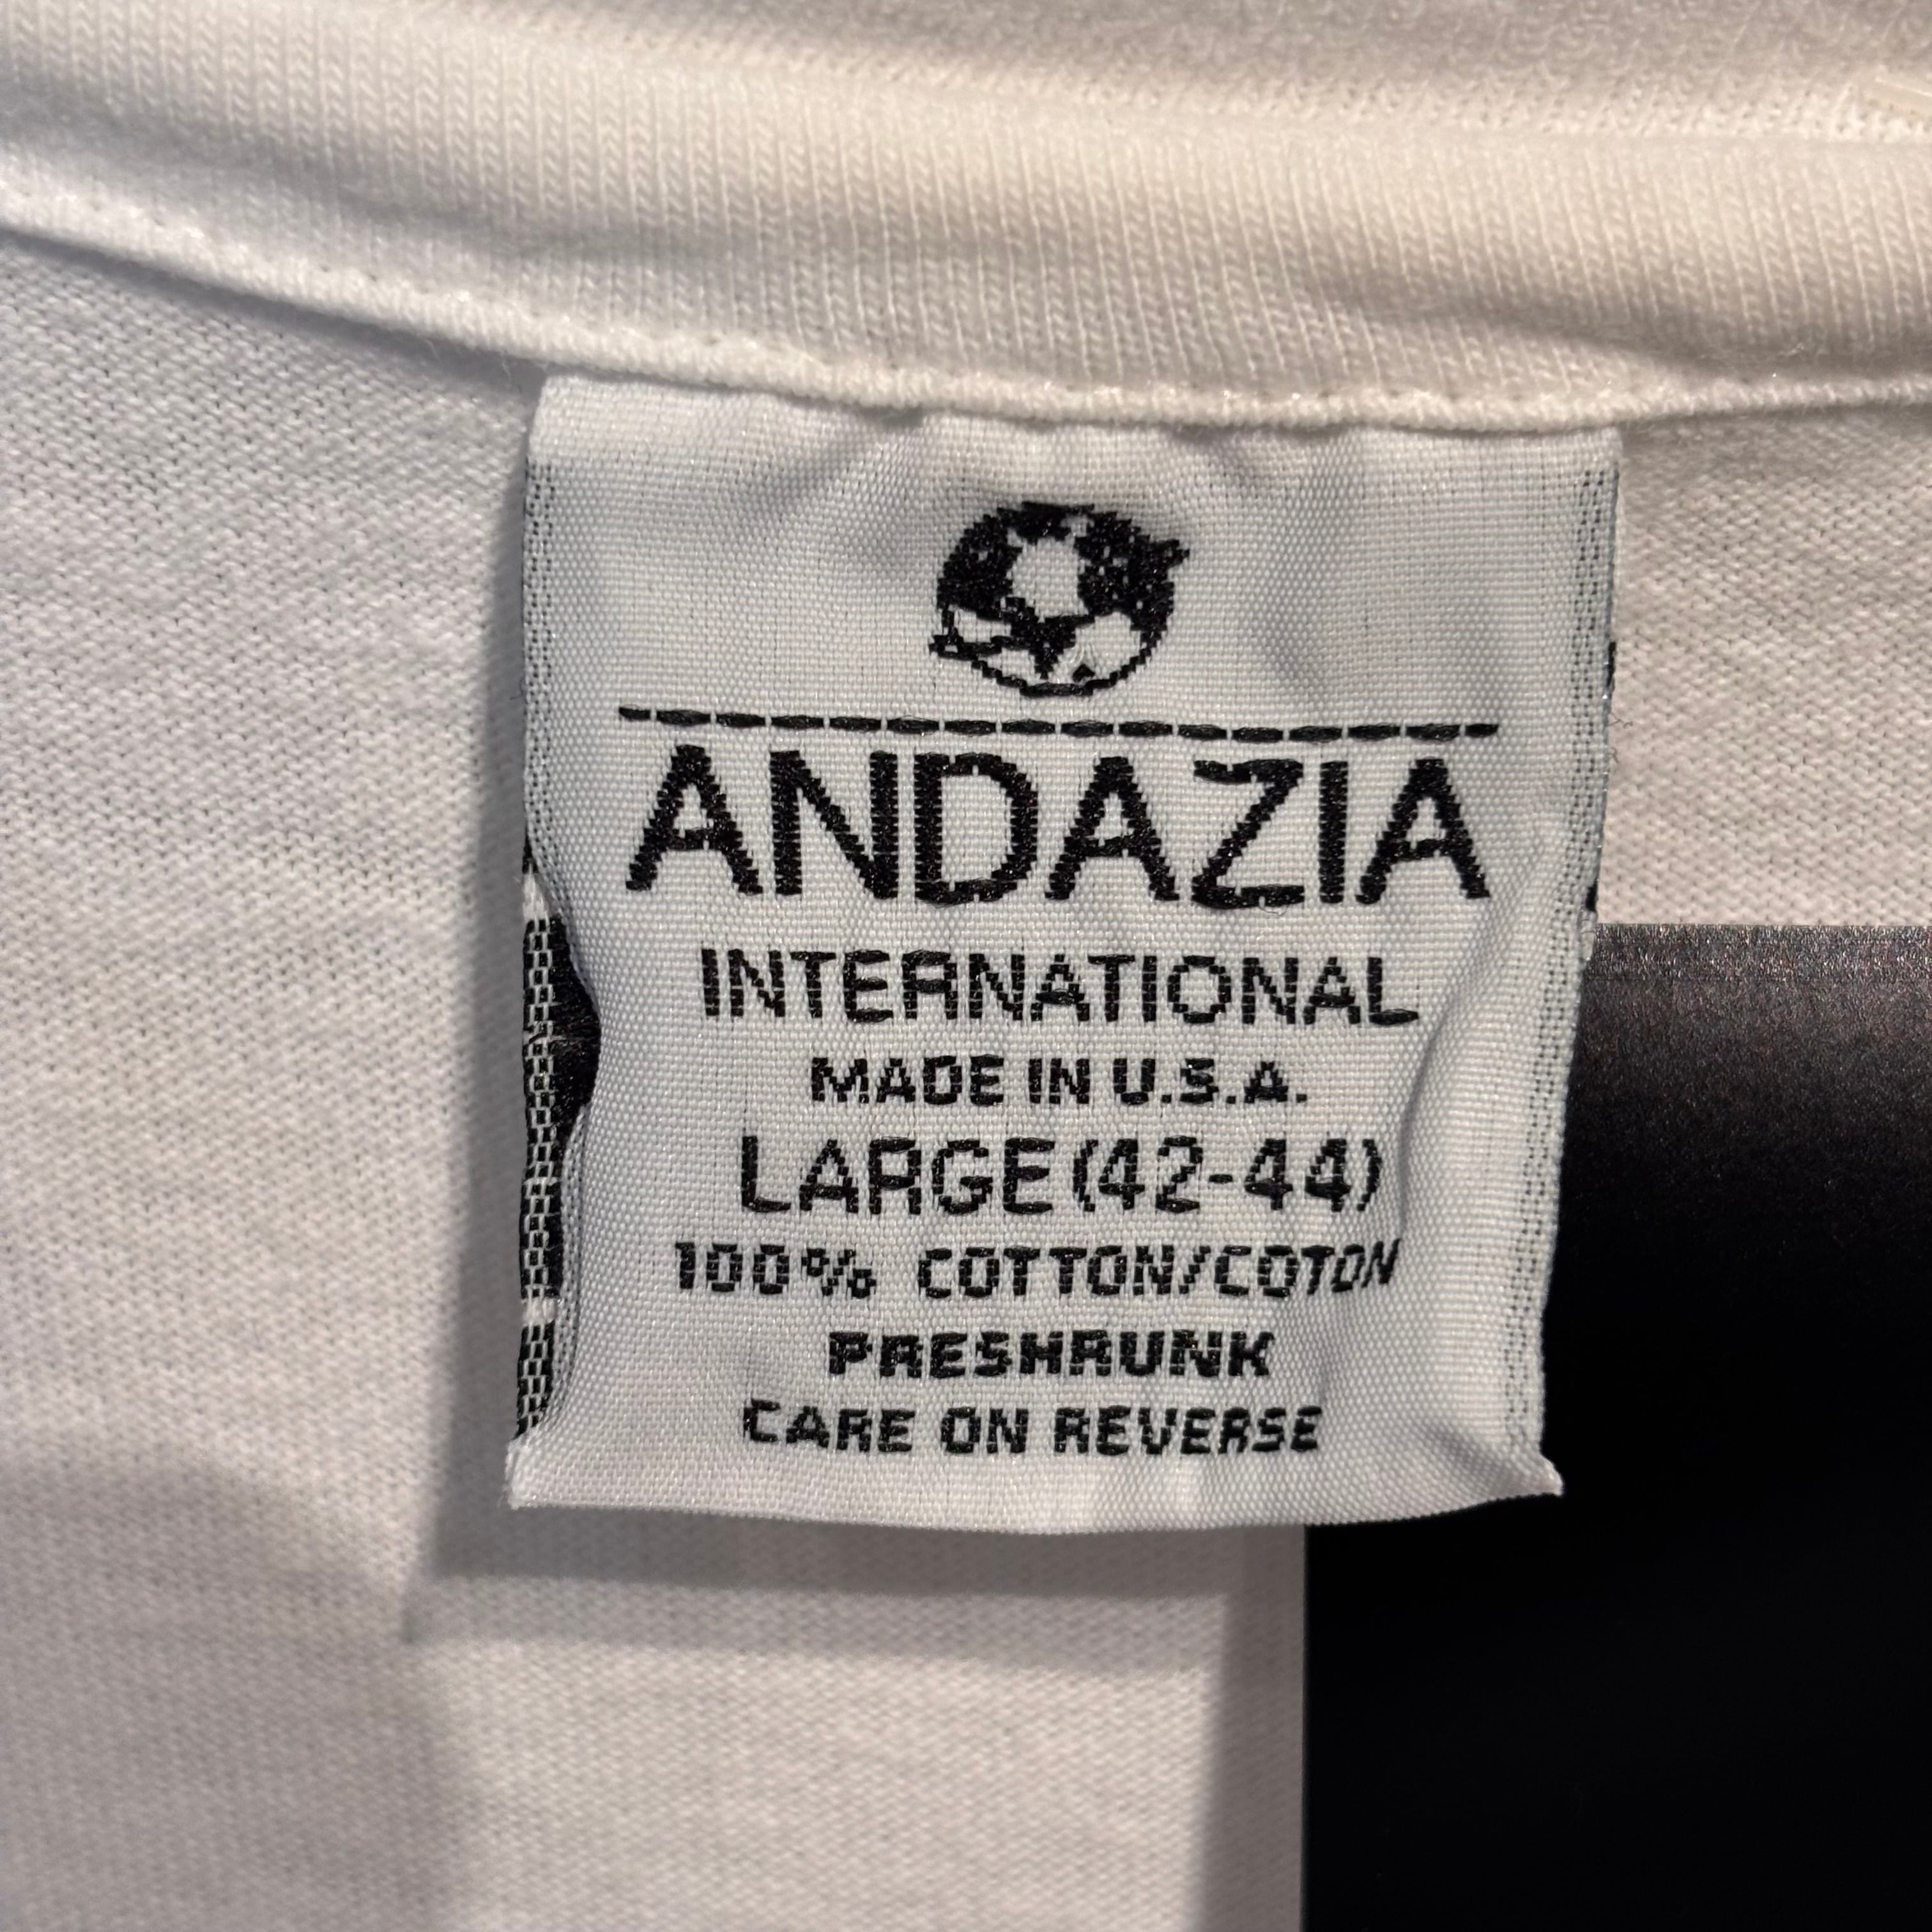 ANDAZIA
INTERNATIONAL
MADE IN U.S.A.
LARGE (42-44)
100% COTTON/COTON
PRESHRUNK
CARE ON REVERSE